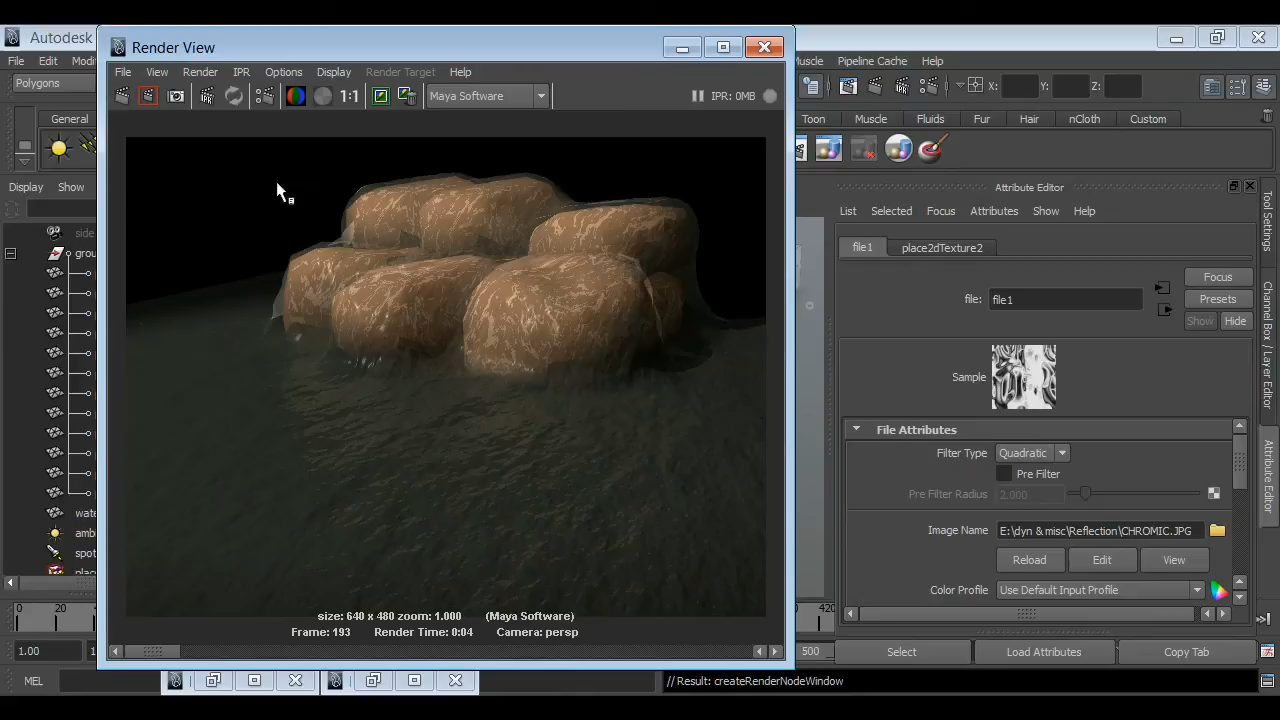 Autodesk
Render View
File Edit Modi
Muscle Pipeline Cache Help
File View Render IPR Options Display Render Target Help
Polygons
1:1 Maya Software IPR: 0MB
X: Y: Z:
General
Toon Muscle Fluids Fur Hair nCloth Custom
Display Show
Attribute Editor
List Selected Focus Attributes Show Help
side
grou
file1 place2dTexture2
Focus
file: file1 Presets
Show Hide
Sample
File Attributes
Filter Type Quadratic
Pre Filter
Pre Filter Radius 2.000
wate
Image Name E:\dyn & misc\Reflection\CHROMIC.JPG
amb
spot
Reload Edit View
Color Profile Use Default Input Profile
Tool Settings
Channel Box / Layer Editor
Attribute Editor
size: 640 x 480 zoom: 1.000 (Maya Software)
Frame: 193 Render Time: 0:04 Camera: persp
0 20 60 420
1.00 500
Select Load Attributes Copy Tab
MEL
// Result: createRenderNodeWindow